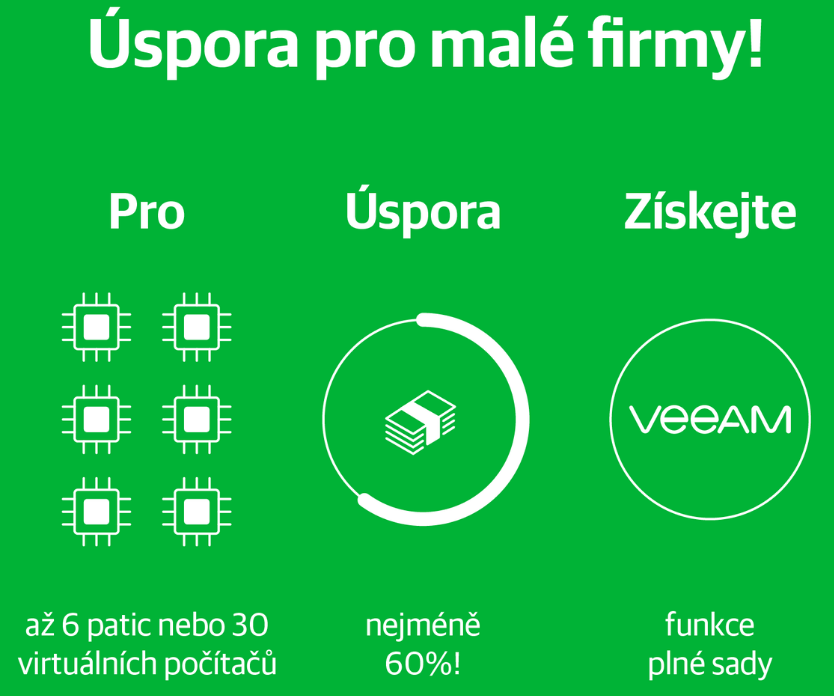 Úspora pro malé firmy!
Pro
Úspora
Získejte
veeAM
až 6 patic nebo 30
virtuálních počítačů
nejméně
60%!
funkce
plné sady